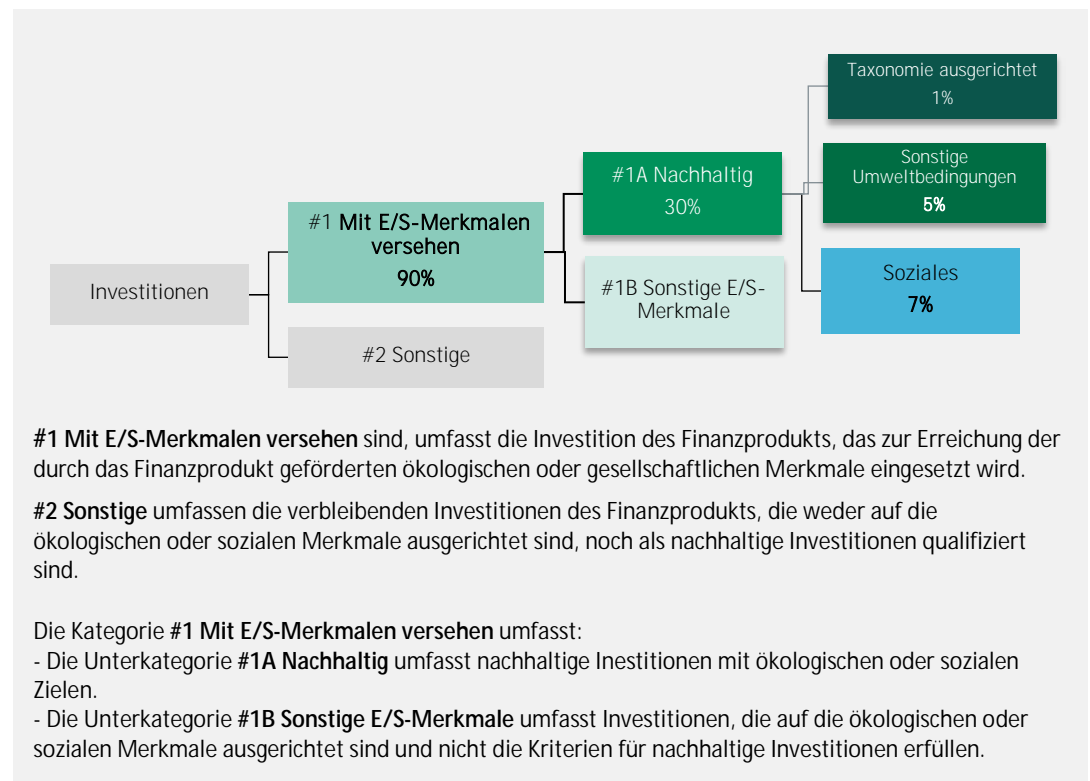 Taxonomie ausgerichtet
1%
#1A Nachhaltig
30%
Sonstige
Umweltbedingungen
5%
#1 Mit E/S-Merkmalen
versehen
90%
Investitionen
#1B Sonstige E/S-
Merkmale
Soziales
7%
#2 Sonstige
#1 Mit E/S-Merkmalen versehen sind, umfasst die Investition des Finanzprodukts, das zur Erreichung der
durch das Finanzprodukt geförderten ökologischen oder gesellschaftlichen Merkmale eingesetzt wird.
#2 Sonstige umfassen die verbleibenden Investitionen des Finanzprodukts, die weder auf die
ökologischen oder sozialen Merkmale ausgerichtet sind, noch als nachhaltige Investitionen qualifiziert
sind.
Die Kategorie #1 Mit E/S-Merkmalen versehen umfasst:
- Die Unterkategorie #1A Nachhaltig umfasst nachhaltige Inestitionen mit ökologischen oder sozialen
Zielen.
- Die Unterkategorie #1B Sonstige E/S-Merkmale umfasst Investitionen, die auf die ökologischen oder
sozialen Merkmale ausgerichtet sind und nicht die Kriterien für nachhaltige Investitionen erfüllen.